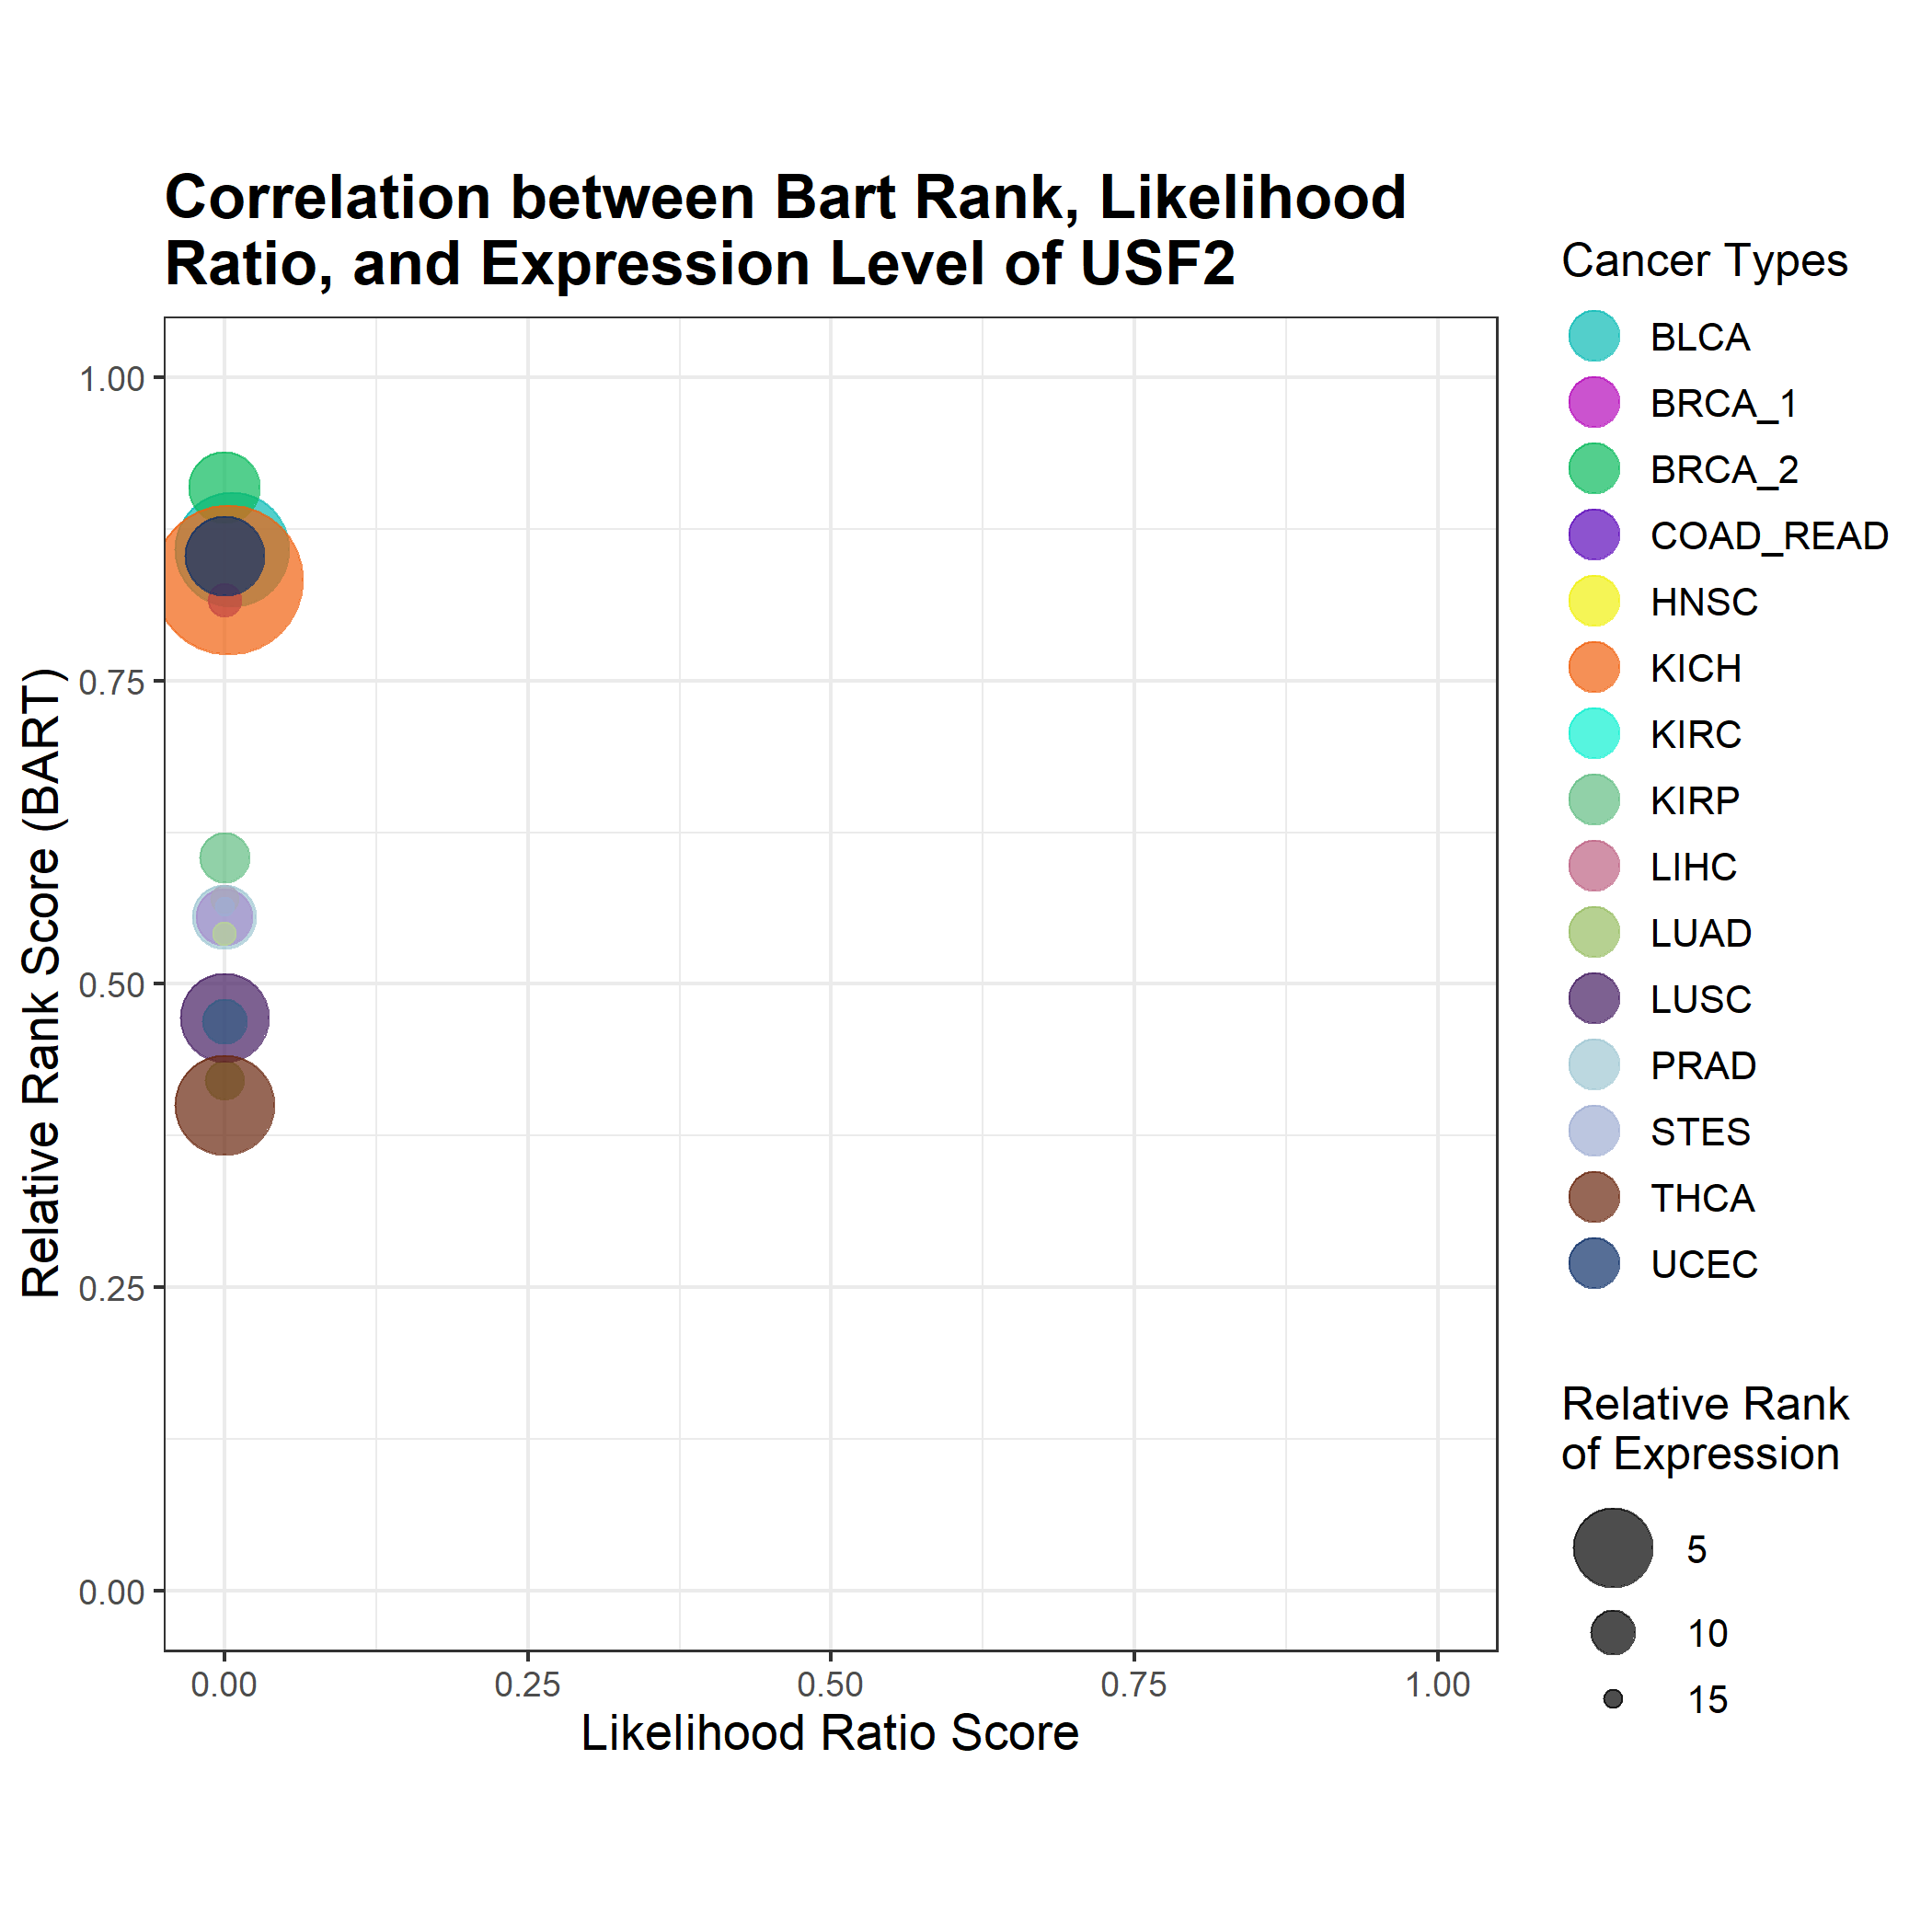 Correlation between Bart Rank, Likelihood
Ratio, and Expression Level of USF2
Relative Rank Score (BART)
1.00
0.75
0.50
0.25
0.00
0.00
0.25
0.50
0.75
1.00
Likelihood Ratio Score
Cancer Types
BLCA
BRCA_1
BRCA_2
COAD_READ
HNSC
KICH
KIRC
KIRP
LIHC
LUAD
LUSC
PRAD
STES
THCA
UCEC
Relative Rank
of Expression
5
10
15